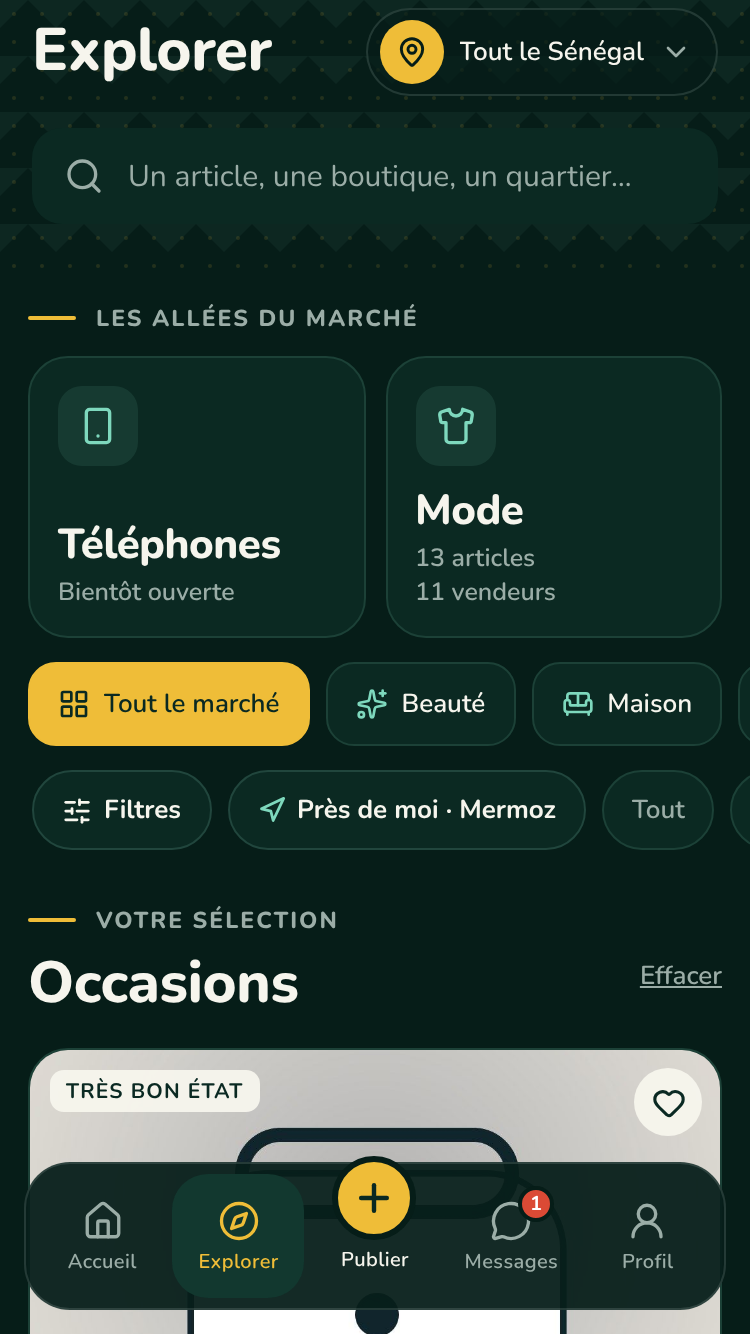 Explorer
Tout le Sénégal
Un article, une boutique, un quartier...
LES ALLÉES DU MARCHÉ
Téléphones
Bientôt ouverte
Mode
13 articles
11 vendeurs
Tout le marché
Beauté
Maison
Filtres
Près de moi · Mermoz
Tout
VOTRE SÉLECTION
Occasions
Effacer
TRÈS BON ÉTAT
Accueil
Explorer
Publier
1
Messages
Profil